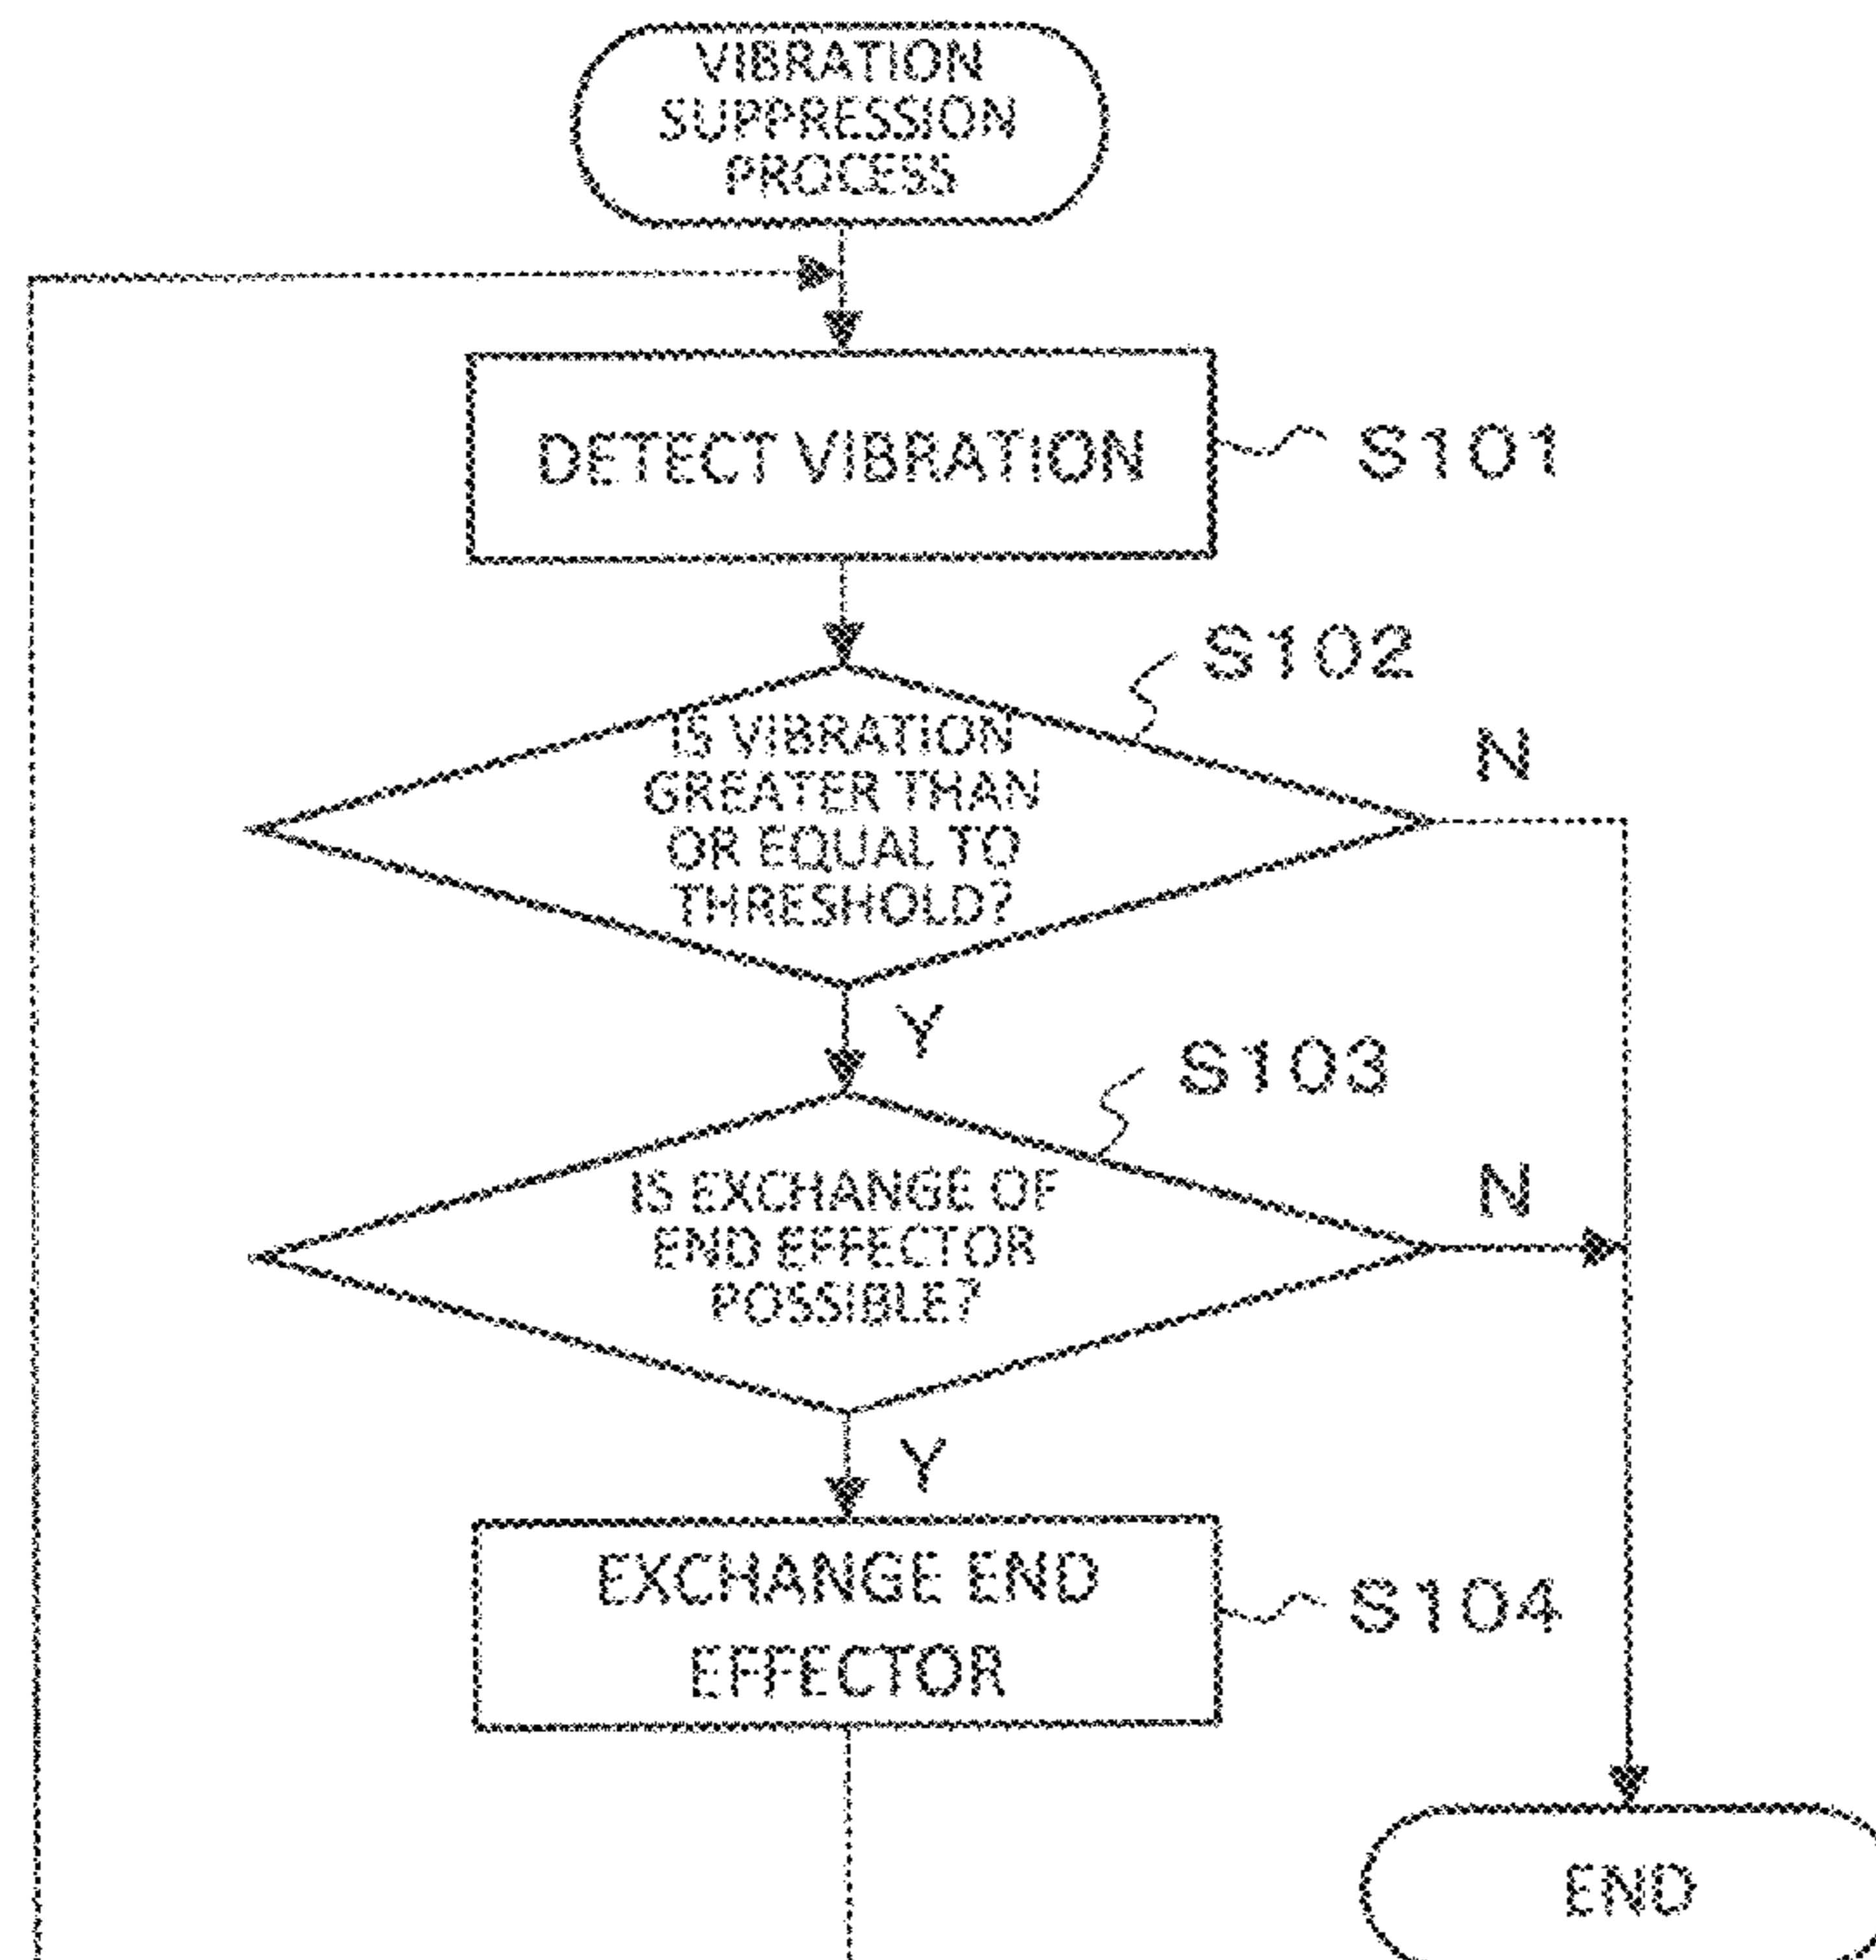 VIBRATION
SUPPRESSION
PROCESS
DETECT VIBRATION
S101
S102
IS VIBRATION
GREATER THAN
OR EQUAL TO
THRESHOLD?
N
Y
S103
IS EXCHANGE OF
END EFFECTOR
POSSIBLE?
N
Y
EXCHANGE END
EFFECTOR
S104
END